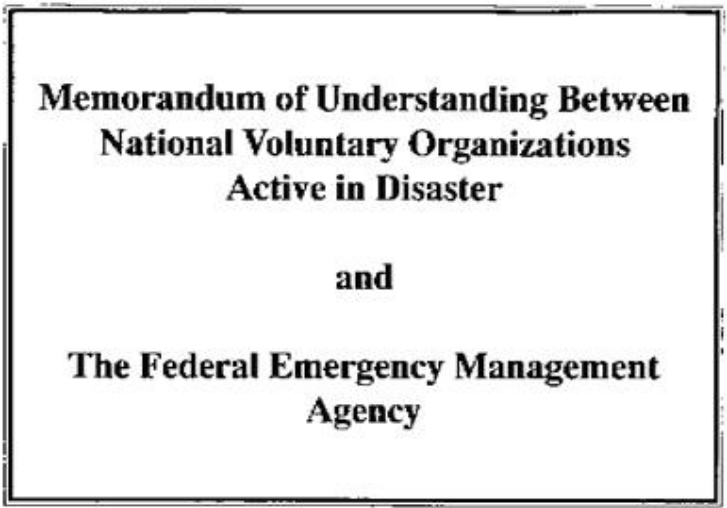 Memorandum of Understanding Between
National Voluntary Organizations
Active in Disaster
and
The Federal Emergency Management
Agency